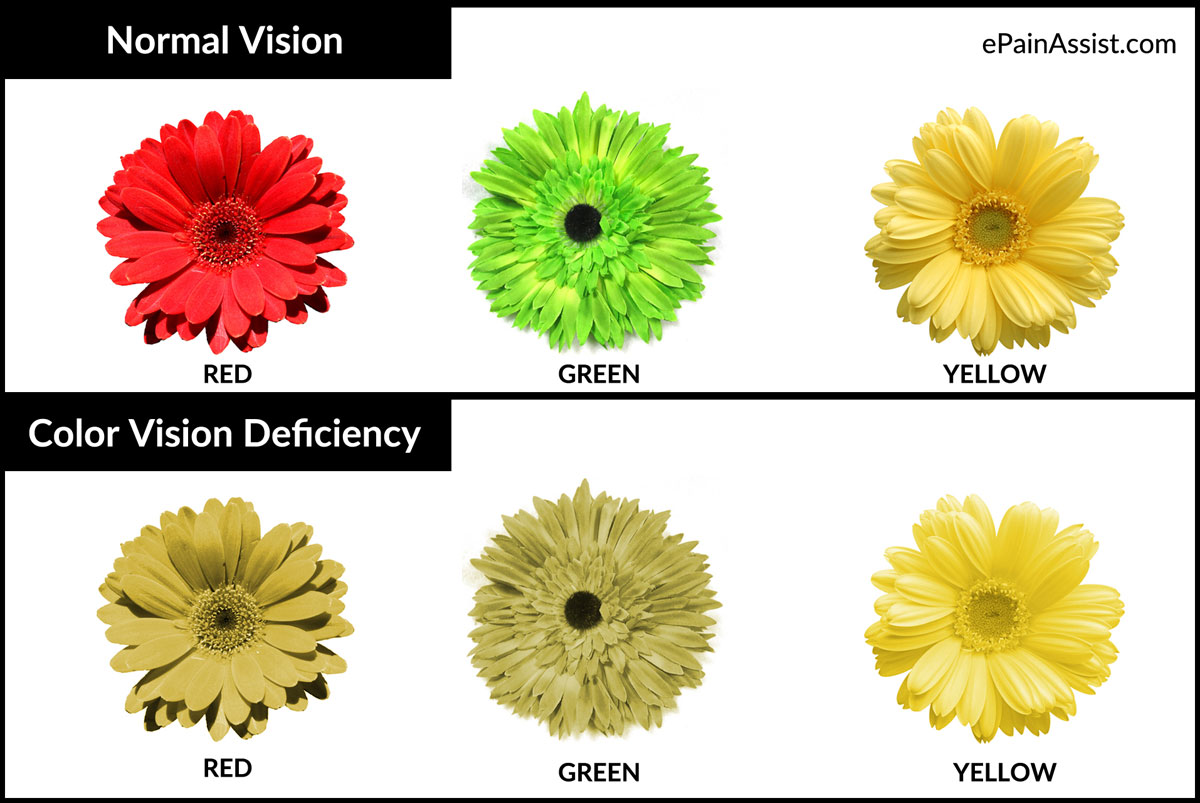 Normal Vision
ePainAssist.com
RED
GREEN
YELLOW
Color Vision Deficiency
RED
GREEN
YELLOW